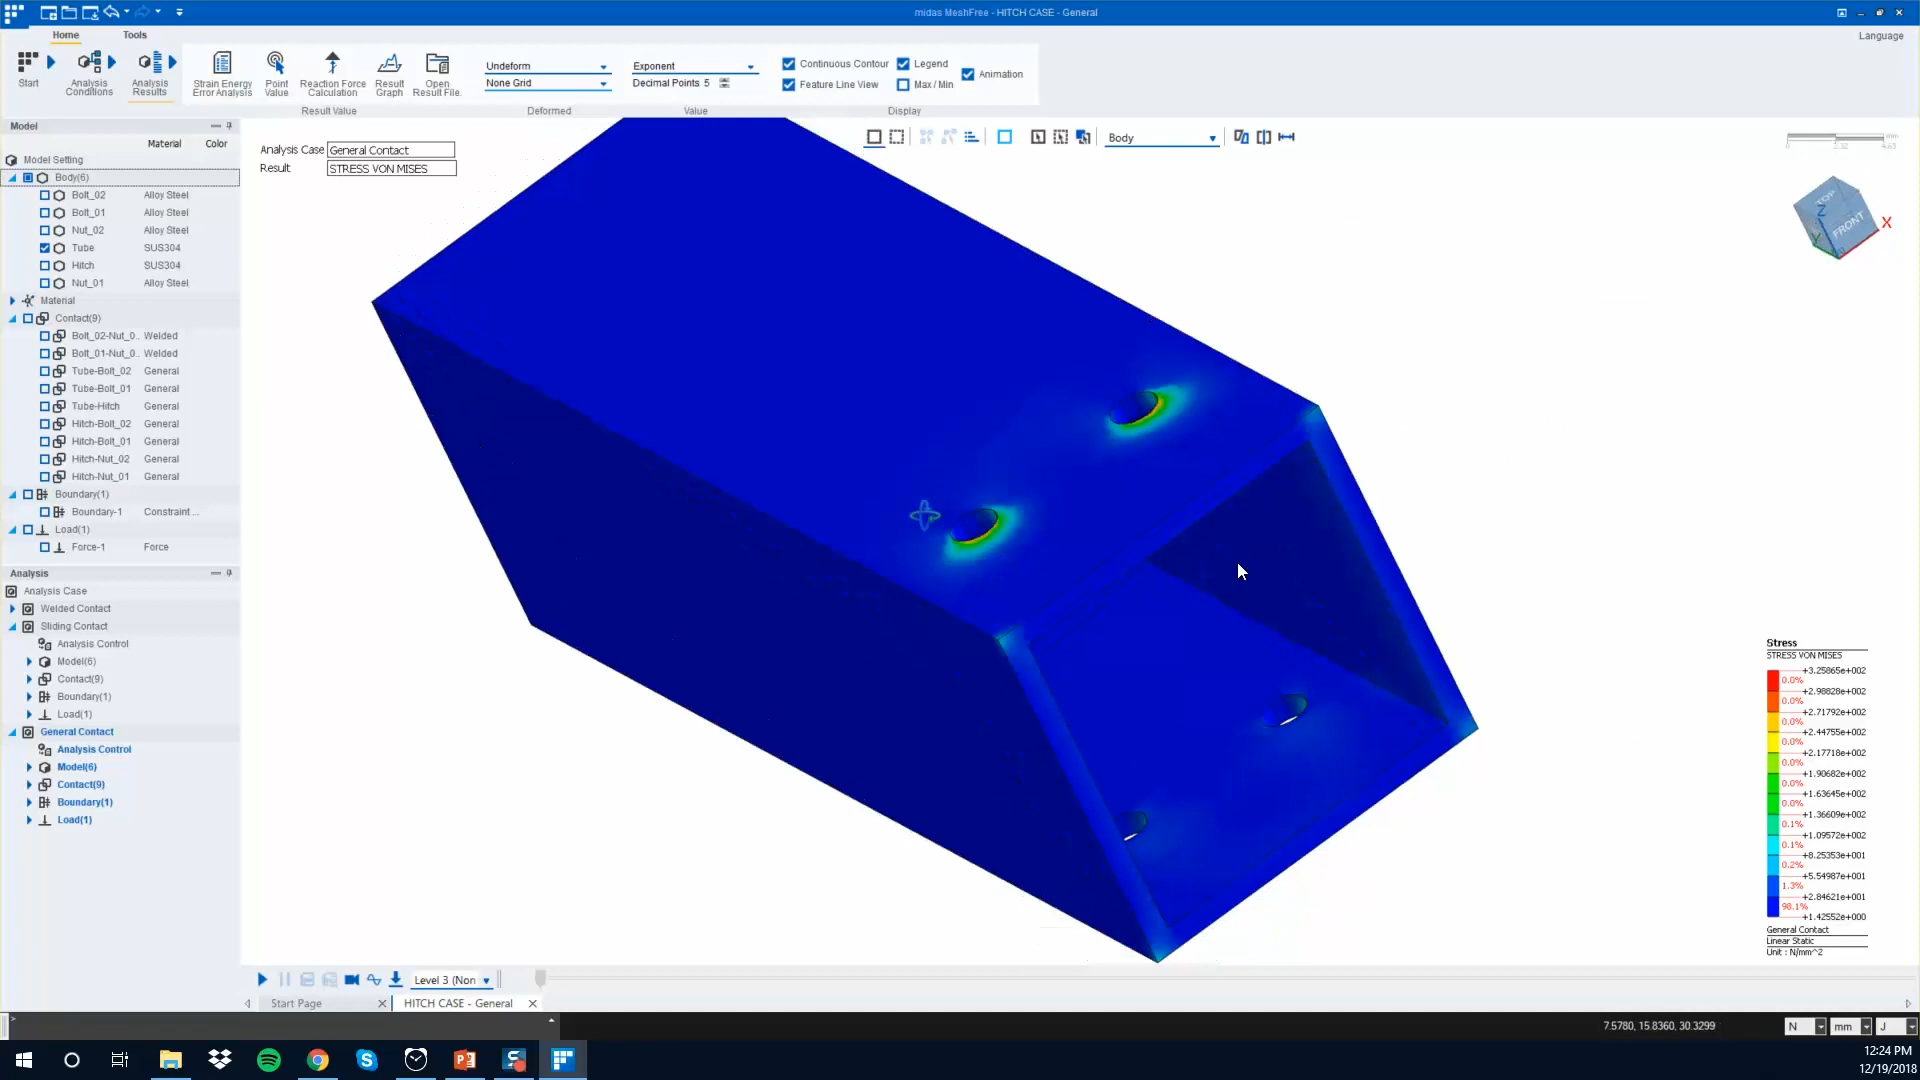 midas MeshFree - HITCH CASE - General
Home
Tools
Language
Start
Analysis Conditions
Analysis Results
Strain Energy Error Analysis
Point Value
Reaction Force Calculation
Result Graph
Open Result File.
Undeform
None Grid
Exponent
Decimal Points 5
Continuous Contour
Feature Line View
Legend
Max / Min
Animation
Result Value
Deformed
Value
Display
Model
Material Color
Model Setting
Body(6)
Bolt_02 Alloy Steel
Bolt_01 Alloy Steel
Nut_02 Alloy Steel
Tube SUS304
Hitch SUS304
Nut_01 Alloy Steel
Material
Contact(9)
Bolt_02-Nut_0.. Welded
Bolt_01-Nut_0.. Welded
Tube-Bolt_02 General
Tube-Bolt_01 General
Tube-Hitch General
Hitch-Bolt_02 General
Hitch-Bolt_01 General
Hitch-Nut_02 General
Hitch-Nut_01 General
Boundary(1)
Boundary-1 Constraint ...
Load(1)
Force-1 Force
Analysis
Analysis Case
Welded Contact
Sliding Contact
Analysis Control
Model(6)
Contact(9)
Boundary(1)
Load(1)
General Contact
Analysis Control
Model(6)
Contact(9)
Boundary(1)
Load(1)
Analysis Case General Contact
Result STRESS VON MISES
Body
TOP
FRONT
Z
X
Stress
STRESS VON MISES
+3.25865e+002
0.0%
+2.98828e+002
0.0%
+2.71792e+002
0.0%
+2.44755e+002
0.0%
+2.17718e+002
0.0%
+1.90682e+002
0.0%
+1.63645e+002
0.0%
+1.36609e+002
0.1%
+1.09572e+002
0.1%
+8.25353e+001
0.2%
+5.54987e+001
1.3%
+2.84621e+001
98.1%
+1.42552e+000
General Contact
Linear Static
Unit : N/mm^2
Level 3 (Non
Start Page
HITCH CASE - General
>
7.5780, 15.8360, 30.3299
N
mm
J
12:24 PM
12/19/2018